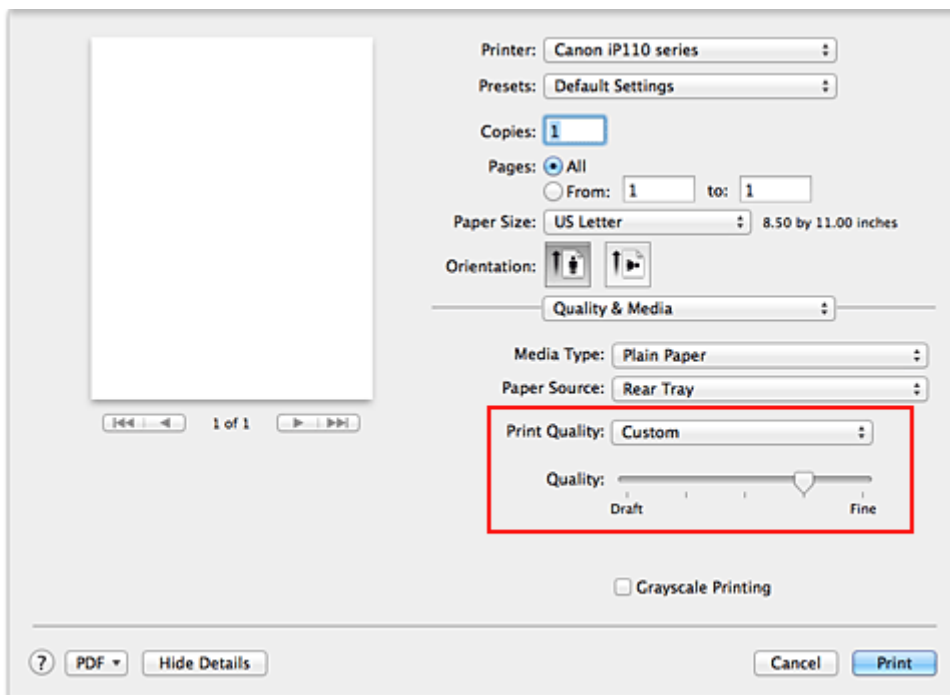 Printer: Canon iP110 series
Presets: Default Settings
Copies: 1
Pages: All
From: 1 to: 1
Paper Size: US Letter 8.50 by 11.00 inches
Orientation:
Quality & Media
Media Type: Plain Paper
Paper Source: Rear Tray
1 of 1
Print Quality: Custom
Quality:
Draft Fine
Grayscale Printing
? PDF Hide Details Cancel Print